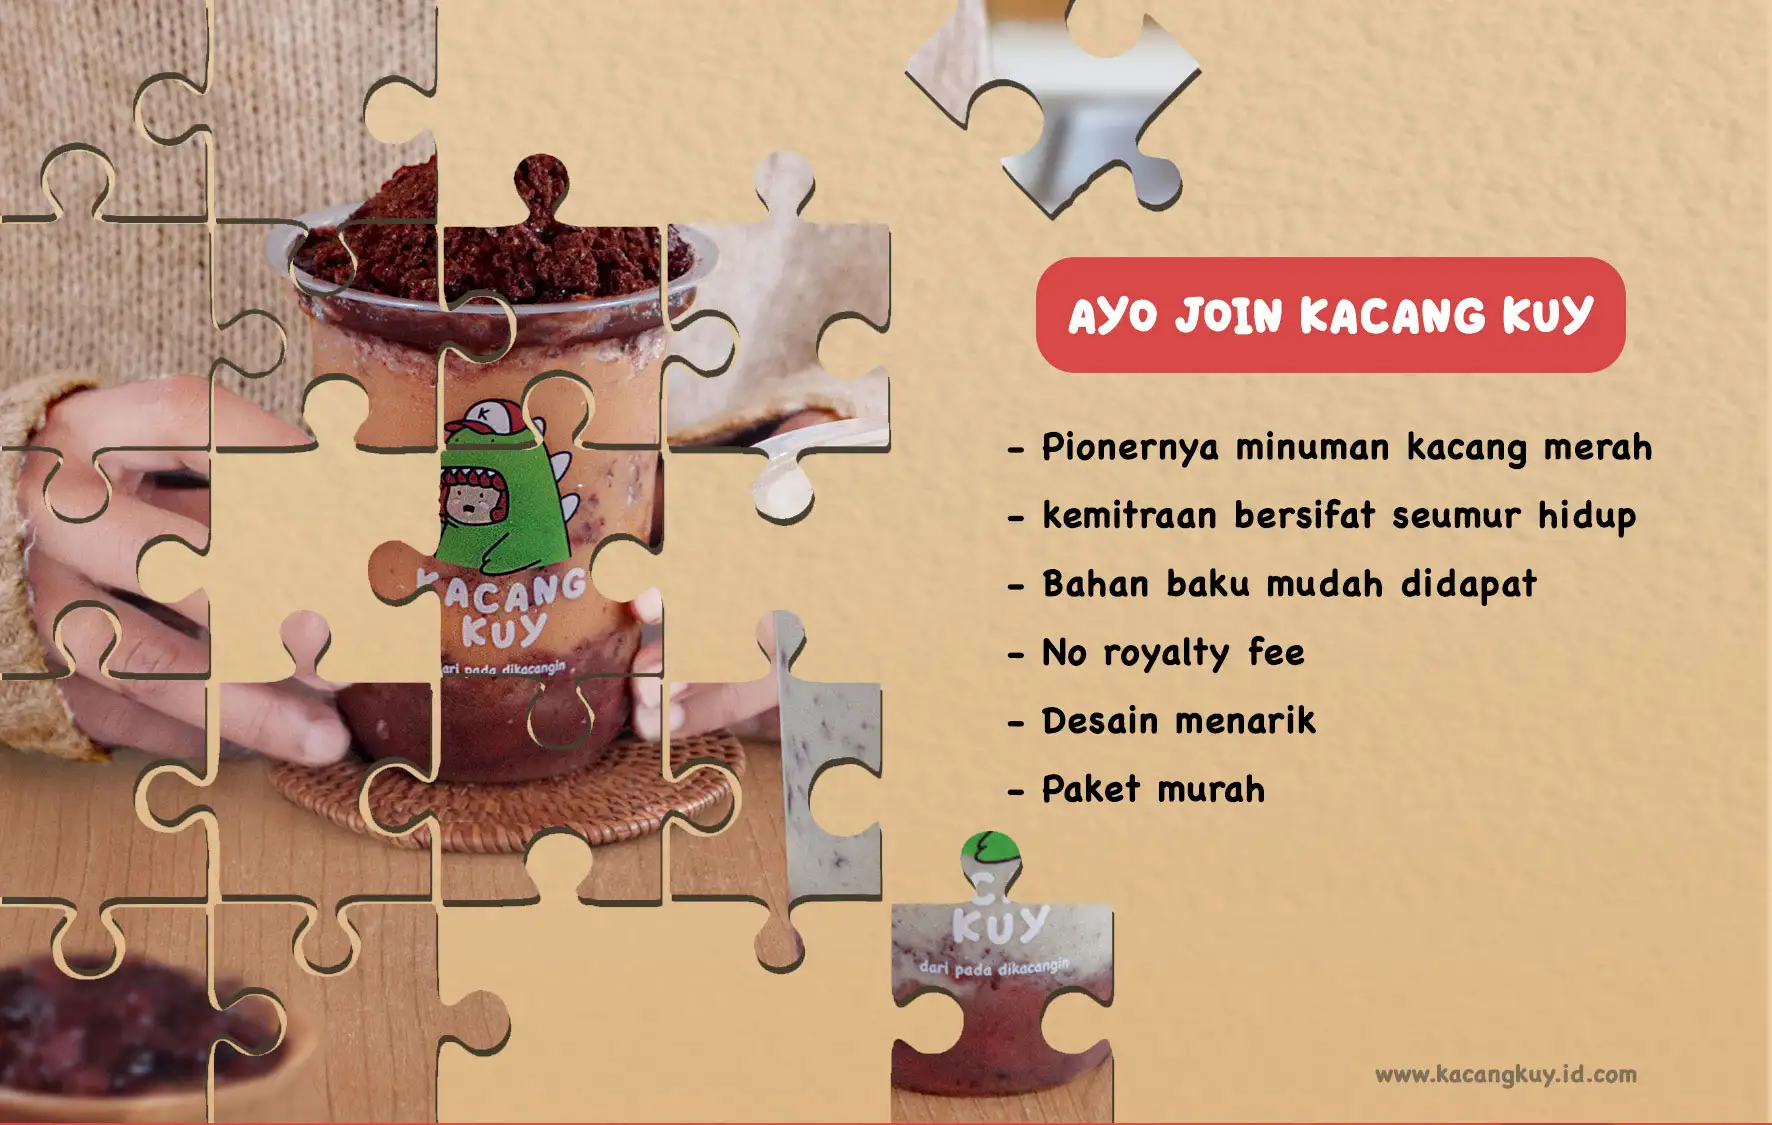 AYO JOIN KACANG KUY
- Pionernya minuman kacang merah
- kemitraan bersifat seumur hidup
- Bahan baku mudah didapat
- No royalty fee
- Desain menarik
- Paket murah
K
KACANG
KUY
dari pada dikacangin
KUY
dari pada dikacangin
www.kacangkuy.id.com